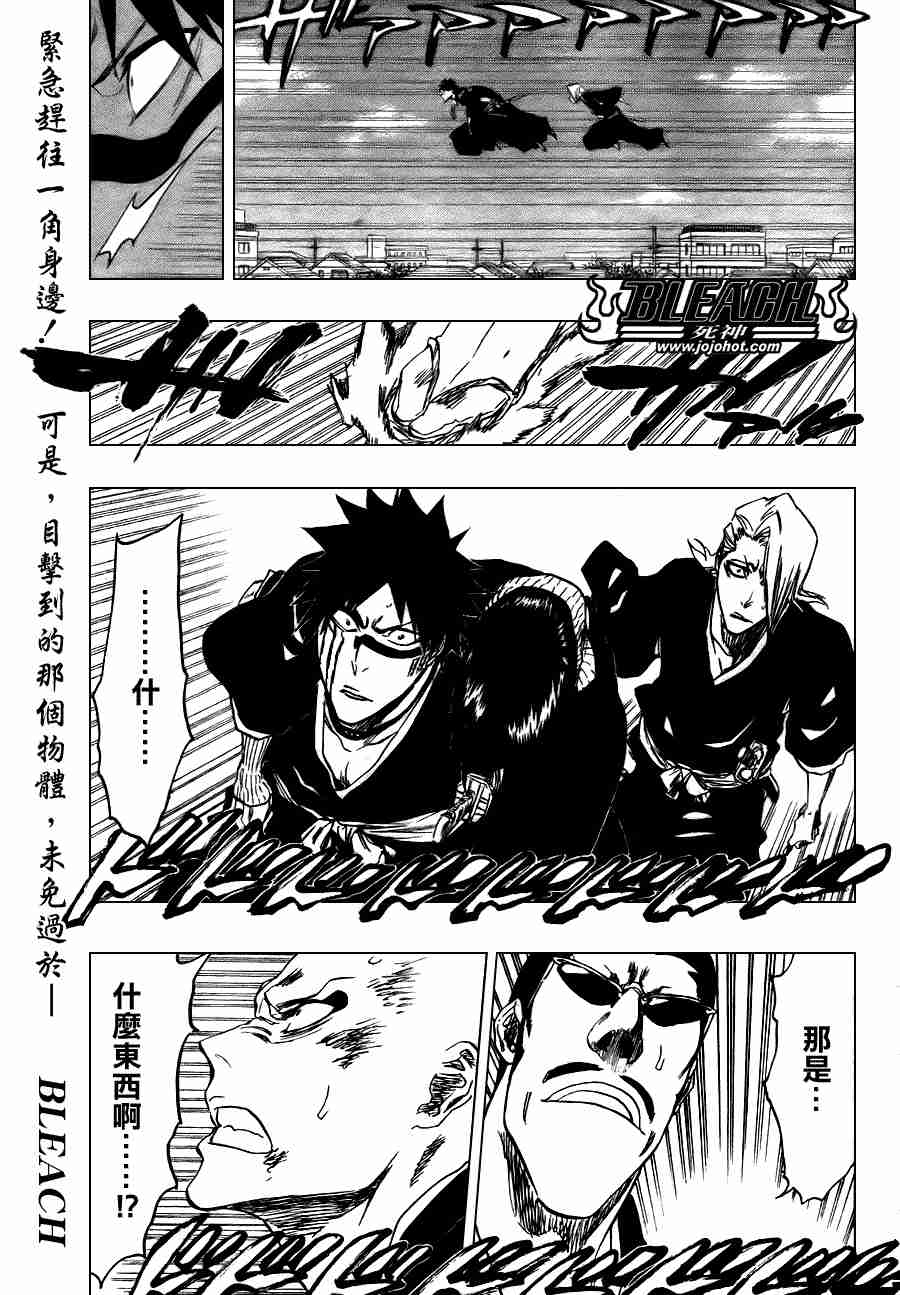 緊急趕往一角身邊！ 可是，目擊到的那個物體，未免過於— BLEACH
BLEACH
死神
www.jojohot.com
………什……
那是…
什麼東西啊……!?